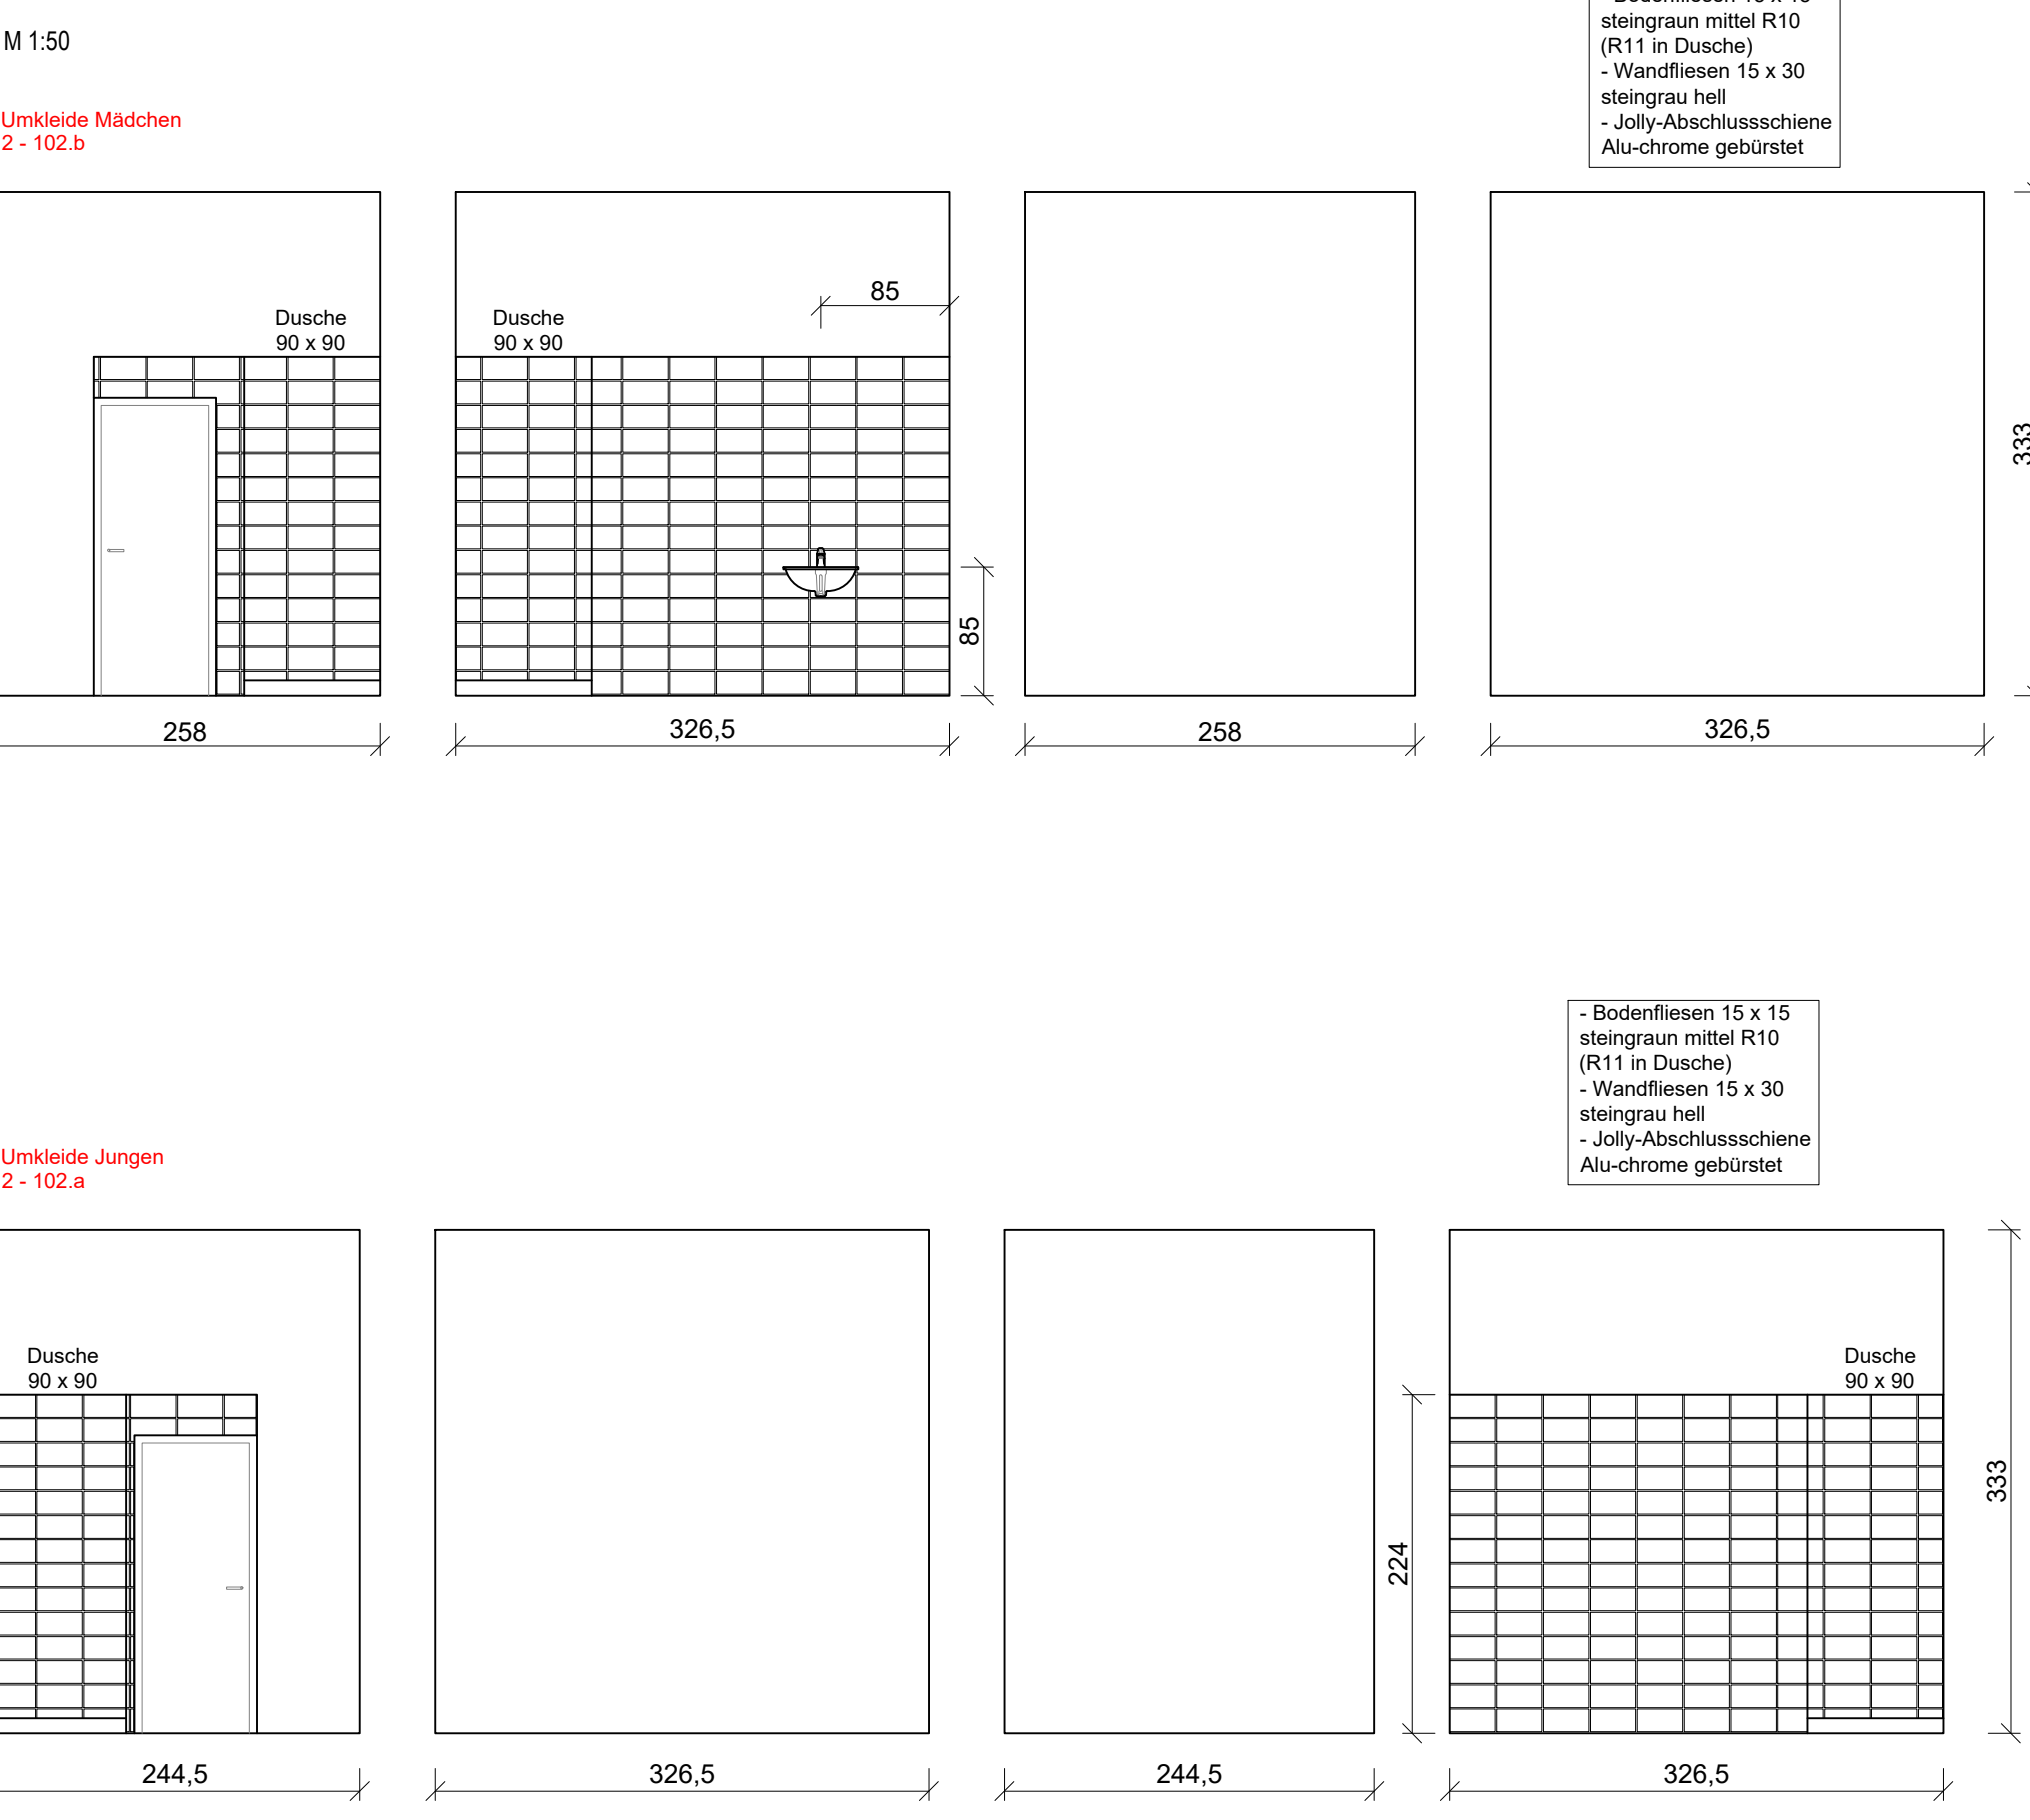 M 1:50
steingraun mittel R10
(R11 in Dusche)
- Wandfliesen 15 x 30
steingrau hell
- Jolly-Abschlussschiene
Alu-chrome gebürstet
Umkleide Mädchen
2 - 102.b
85
Dusche
90 x 90
Dusche
90 x 90
333
85
258
326,5
258
326,5
- Bodenfliesen 15 x 15
steingraun mittel R10
(R11 in Dusche)
- Wandfliesen 15 x 30
steingrau hell
- Jolly-Abschlussschiene
Alu-chrome gebürstet
Umkleide Jungen
2 - 102.a
Dusche
90 x 90
Dusche
90 x 90
333
224
244,5
326,5
244,5
326,5